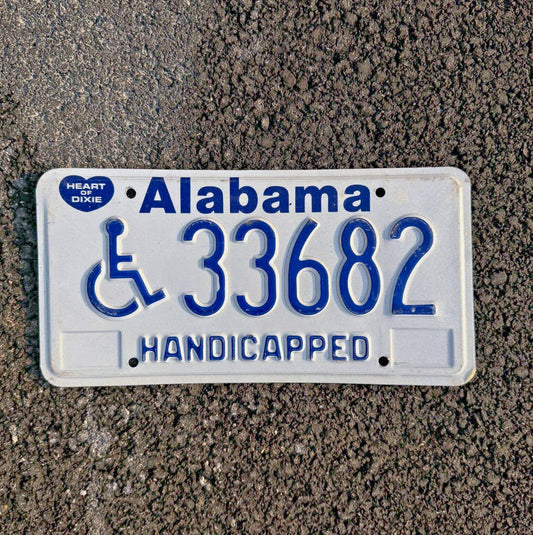 HEART
OF
DIXIE
Alabama
33682
HANDICAPPED